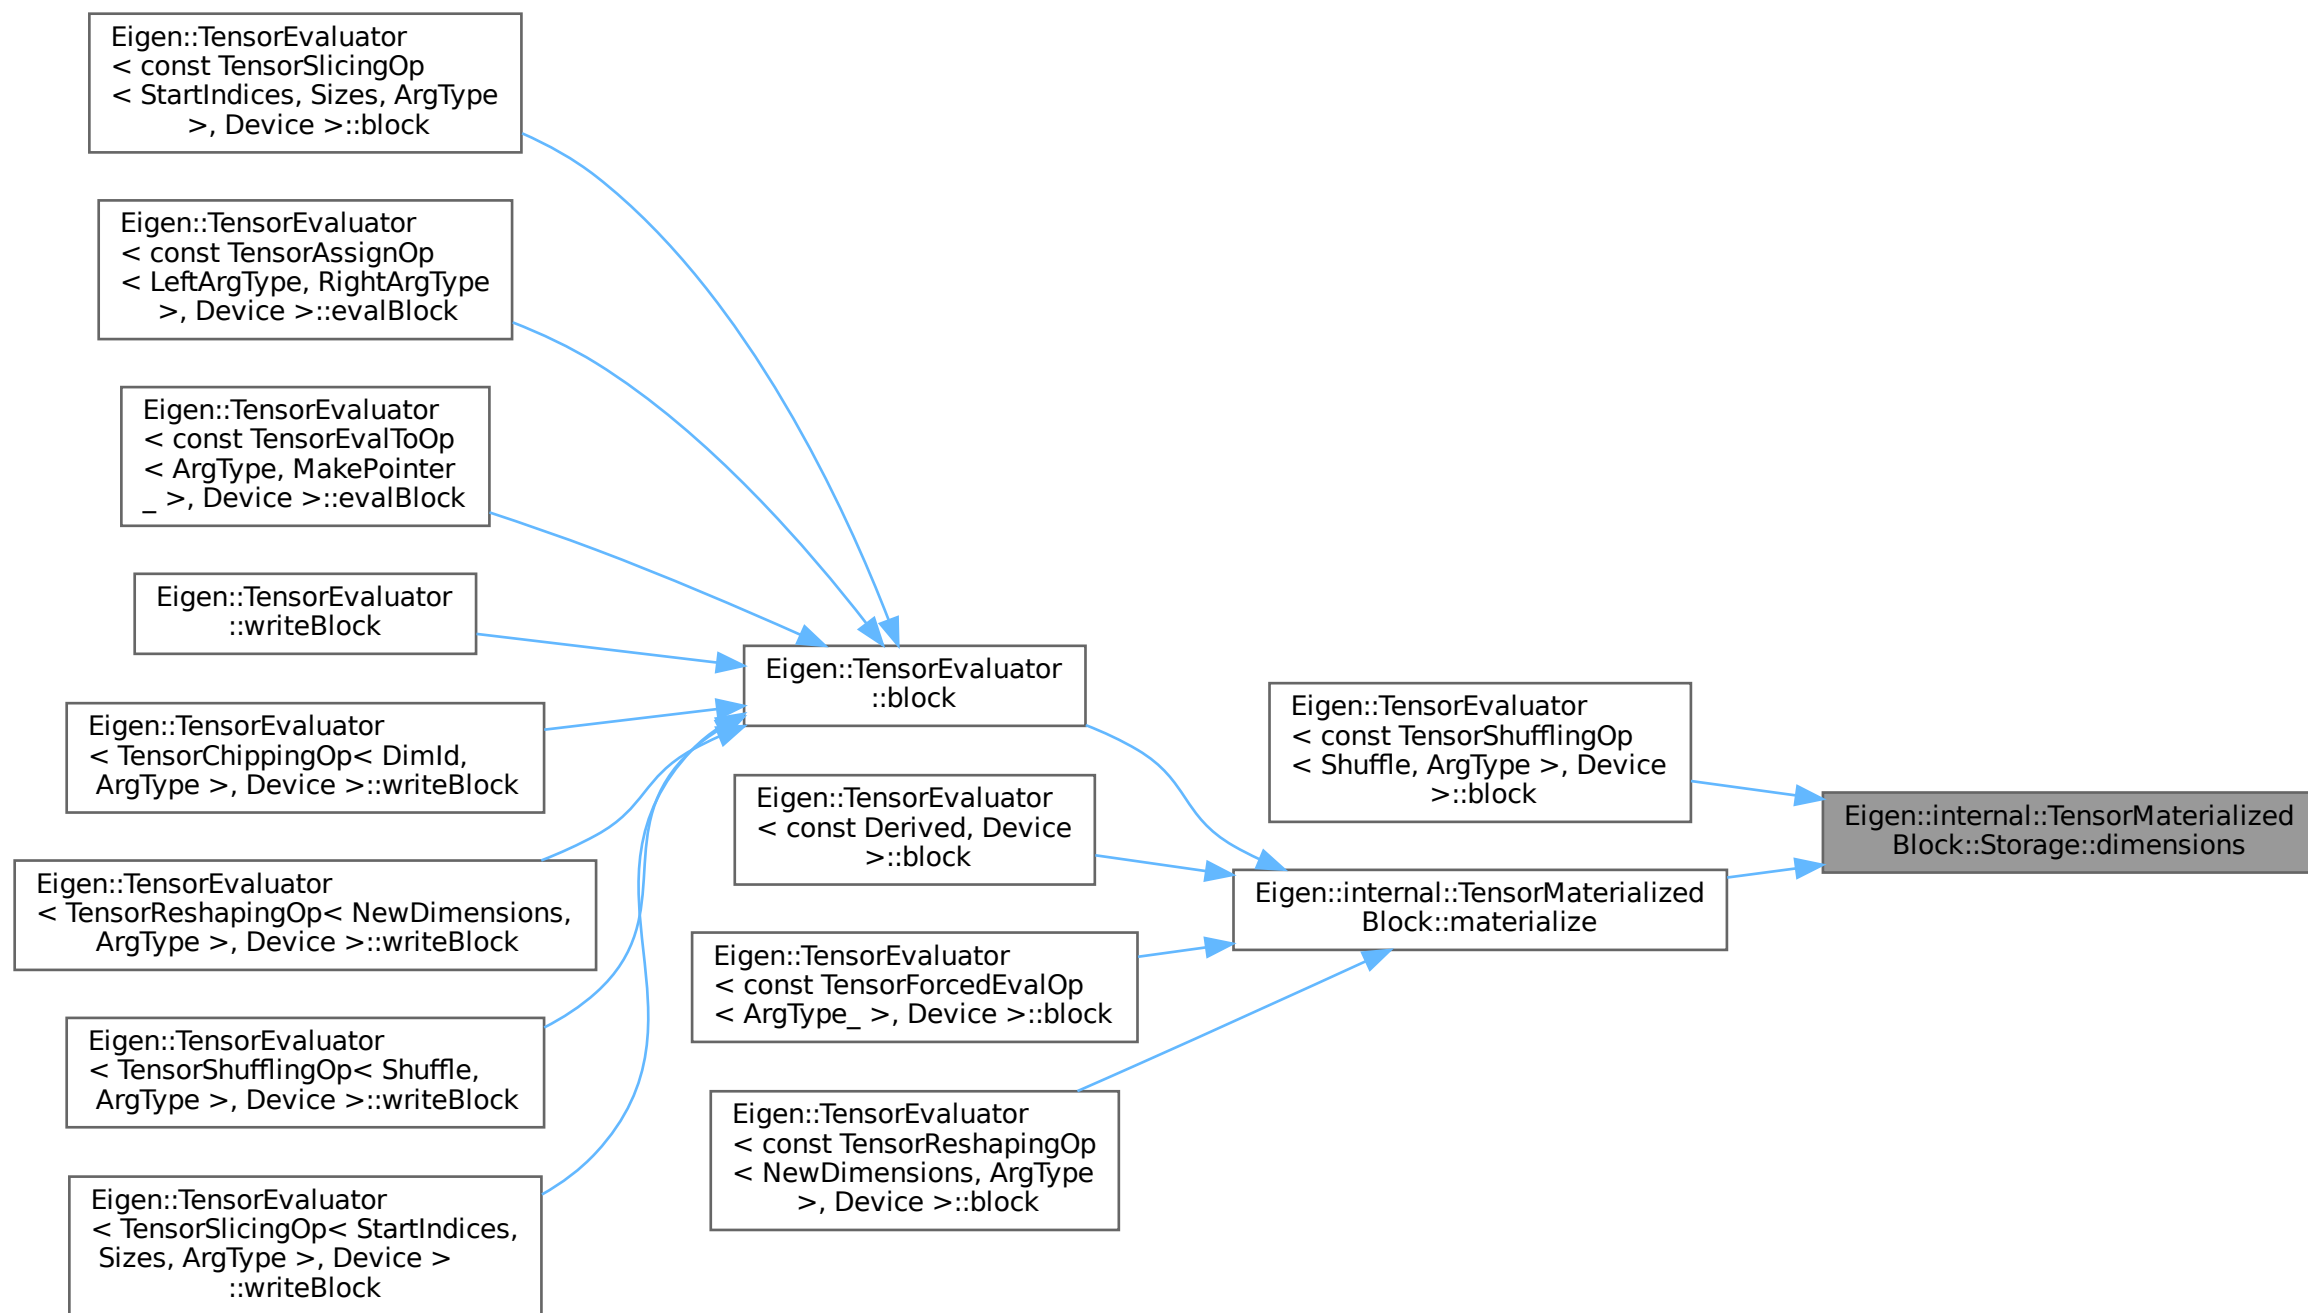 Eigen::TensorEvaluator
< const TensorSlicingOp
< StartIndices, Sizes, ArgType
>, Device >::block
Eigen::TensorEvaluator
< const TensorAssignOp
< LeftArgType, RightArgType
>, Device >::evalBlock
Eigen::TensorEvaluator
< const TensorEvalToOp
< ArgType, MakePointer
_ >, Device >::evalBlock
Eigen::TensorEvaluator
::writeBlock
Eigen::TensorEvaluator
< TensorChippingOp< DimId,
ArgType >, Device >::writeBlock
Eigen::TensorEvaluator
< TensorReshapingOp< NewDimensions,
ArgType >, Device >::writeBlock
Eigen::TensorEvaluator
< TensorShufflingOp< Shuffle,
ArgType >, Device >::writeBlock
Eigen::TensorEvaluator
< TensorSlicingOp< StartIndices,
Sizes, ArgType >, Device >
::writeBlock
Eigen::TensorEvaluator
::block
Eigen::TensorEvaluator
< const Derived, Device
>::block
Eigen::TensorEvaluator
< const TensorForcedEvalOp
< ArgType_ >, Device >::block
Eigen::TensorEvaluator
< const TensorReshapingOp
< NewDimensions, ArgType
>, Device >::block
Eigen::TensorEvaluator
< const TensorShufflingOp
< Shuffle, ArgType >, Device
>::block
Eigen::internal::TensorMaterialized
Block::materialize
Eigen::internal::TensorMaterialized
Block::Storage::dimensions